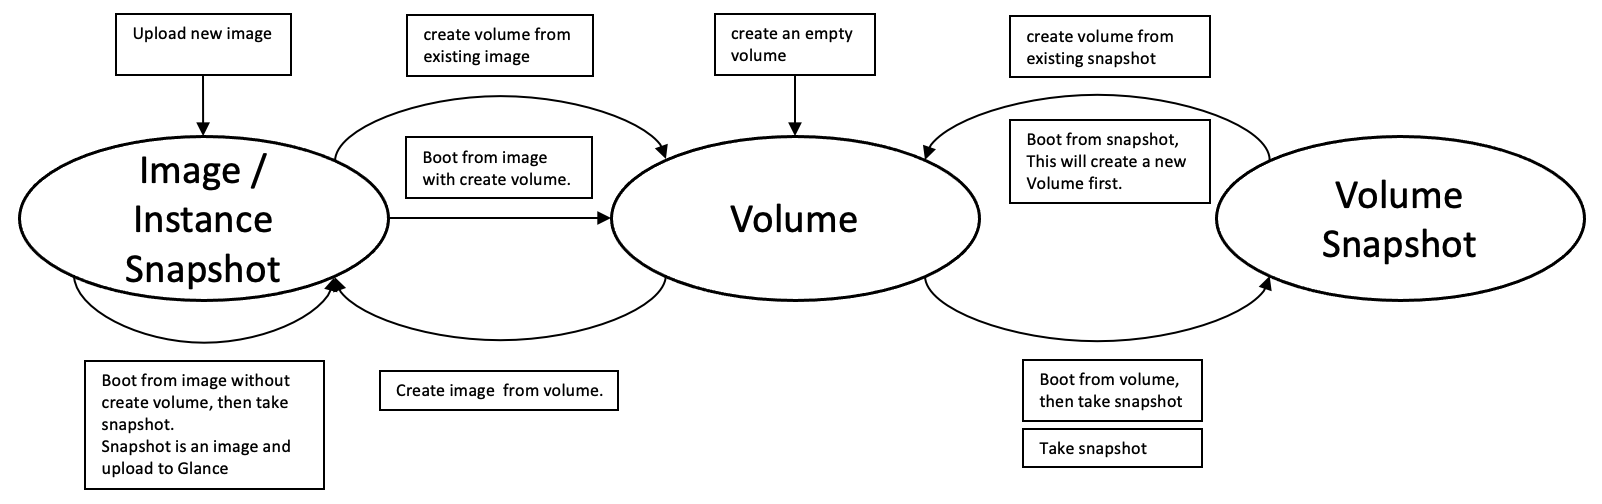 Upload new image
create volume from
existing image
create an empty
volume
create volume from
existing snapshot
Boot from image
with create volume.
Boot from snapshot,
This will create a new
Volume first.
Image /
Instance
Snapshot
Volume
Volume
Snapshot
Boot from image without
create volume, then take
snapshot.
Snapshot is an image and
upload to Glance
Create image  from volume.
Boot from volume,
then take snapshot
Take snapshot